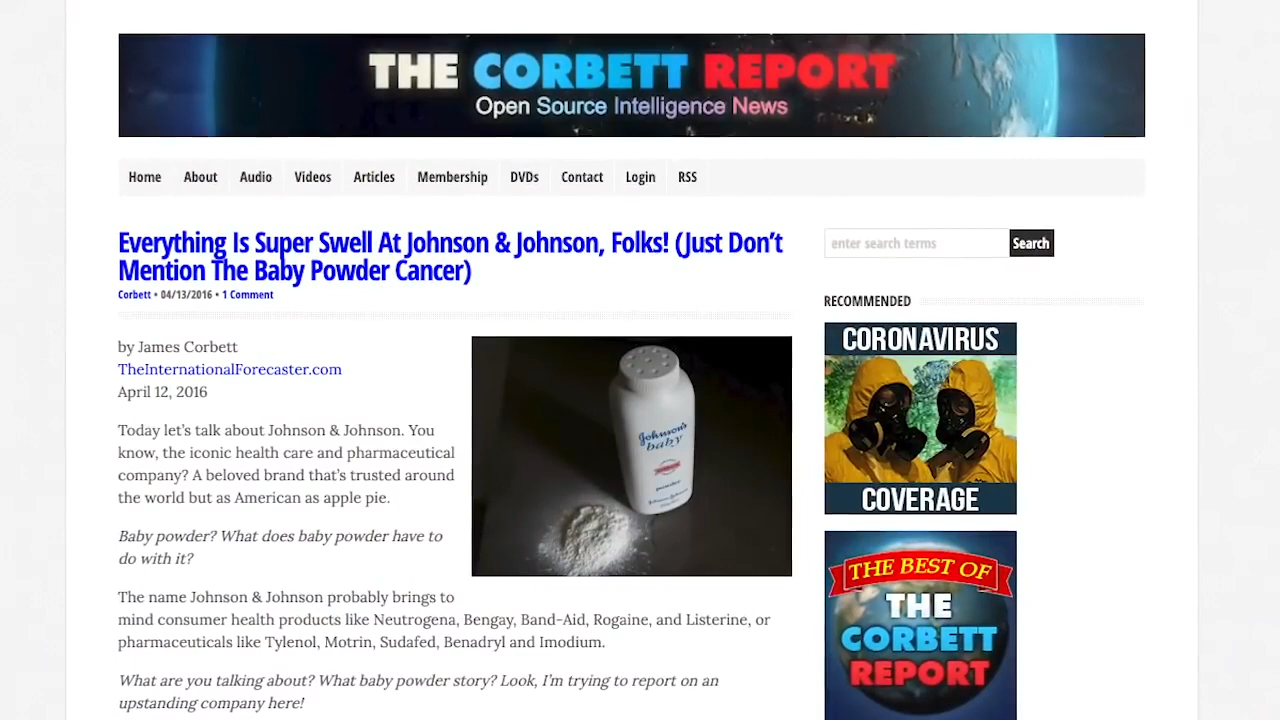 THE CORBETT REPORT
Open Source Intelligence News
Home About Audio Videos Articles Membership DVDs Contact Login RSS
Everything Is Super Swell At Johnson & Johnson, Folks! (Just Don’t
Mention The Baby Powder Cancer)
Corbett • 04/13/2016 • 1 Comment
by James Corbett
TheInternationalForecaster.com
April 12, 2016
Today let’s talk about Johnson & Johnson. You
know, the iconic health care and pharmaceutical
company? A beloved brand that’s trusted around
the world but as American as apple pie.
Baby powder? What does baby powder have to
do with it?
The name Johnson & Johnson probably brings to
mind consumer health products like Neutrogena, Bengay, Band-Aid, Rogaine, and Listerine, or
pharmaceuticals like Tylenol, Motrin, Sudafed, Benadryl and Imodium.
What are you talking about? What baby powder story? Look, I’m trying to report on an
upstanding company here!
Johnson's
baby
powder
Johnson & Johnson
enter search terms
Search
RECOMMENDED
CORONAVIRUS
COVERAGE
THE BEST OF
THE
CORBETT
REPORT